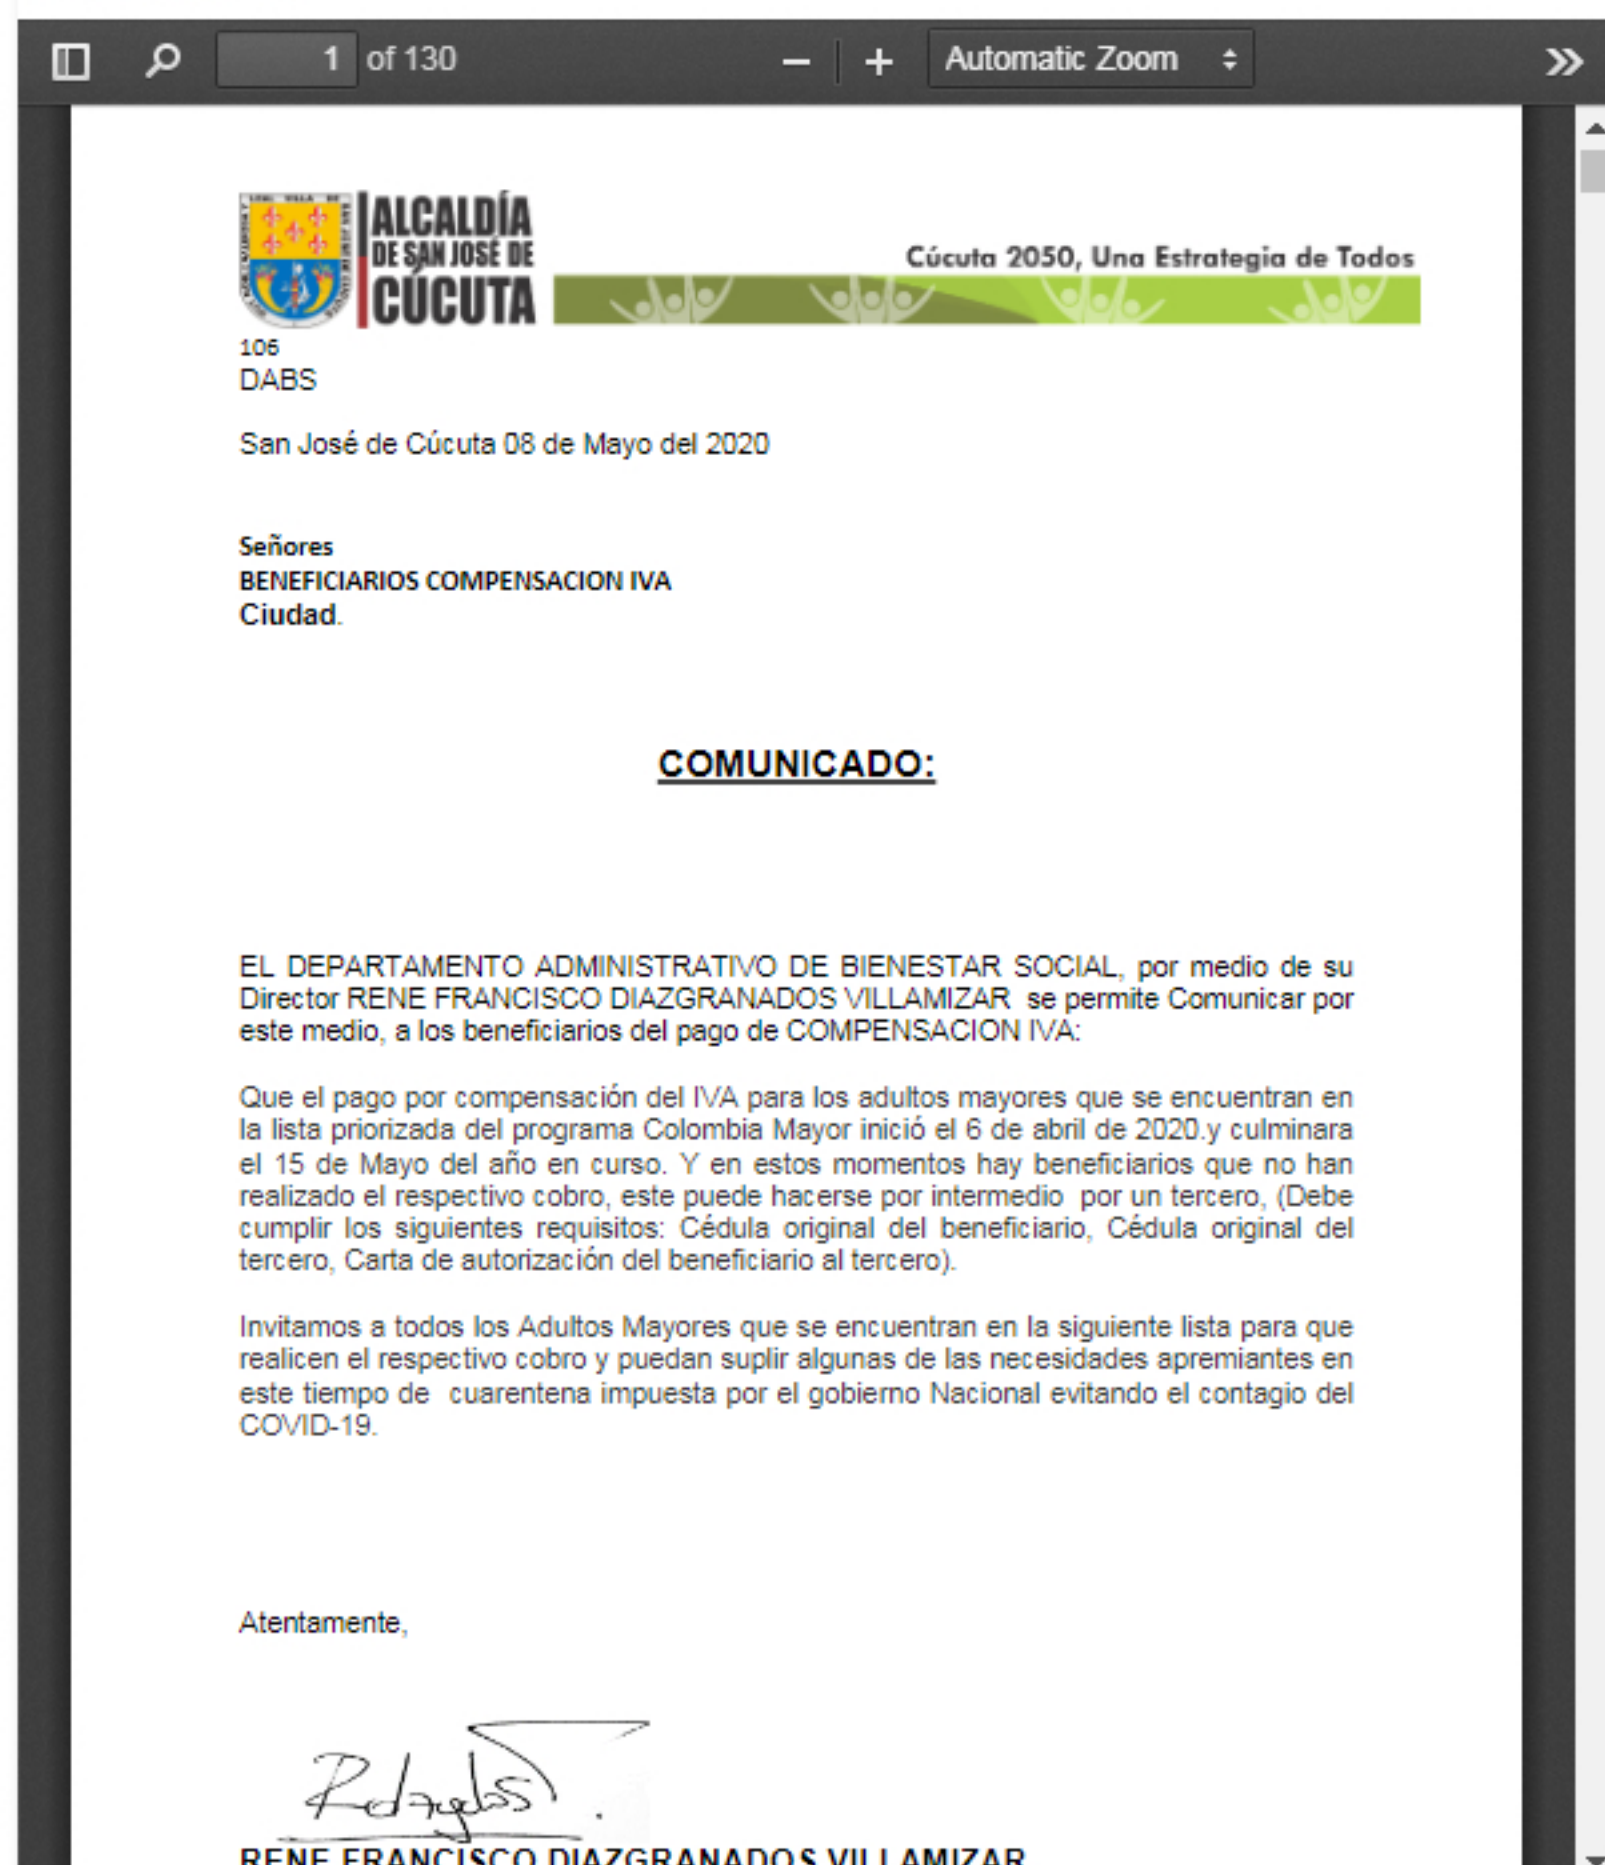 1 of 130 Automatic Zoom
ALCALDÍA
DE SAN JOSÉ DE
CÚCUTA
Cúcuta 2050, Una Estrategia de Todos
106
DABS
San José de Cúcuta 08 de Mayo del 2020
Señores
BENEFICIARIOS COMPENSACION IVA
Ciudad.
COMUNICADO:
EL DEPARTAMENTO ADMINISTRATIVO DE BIENESTAR SOCIAL, por medio de su
Director RENE FRANCISCO DIAZGRANADOS VILLAMIZAR se permite Comunicar por
este medio, a los beneficiarios del pago de COMPENSACION IVA:
Que el pago por compensación del IVA para los adultos mayores que se encuentran en
la lista priorizada del programa Colombia Mayor inició el 6 de abril de 2020.y culminara
el 15 de Mayo del año en curso. Y en estos momentos hay beneficiarios que no han
realizado el respectivo cobro, este puede hacerse por intermedio por un tercero, (Debe
cumplir los siguientes requisitos: Cédula original del beneficiario, Cédula original del
tercero, Carta de autorización del beneficiario al tercero).
Invitamos a todos los Adultos Mayores que se encuentran en la siguiente lista para que
realicen el respectivo cobro y puedan suplir algunas de las necesidades apremiantes en
este tiempo de cuarentena impuesta por el gobierno Nacional evitando el contagio del
COVID-19.
Atentamente,
RENE FRANCISCO DIAZGRANADOS VILLAMIZAR